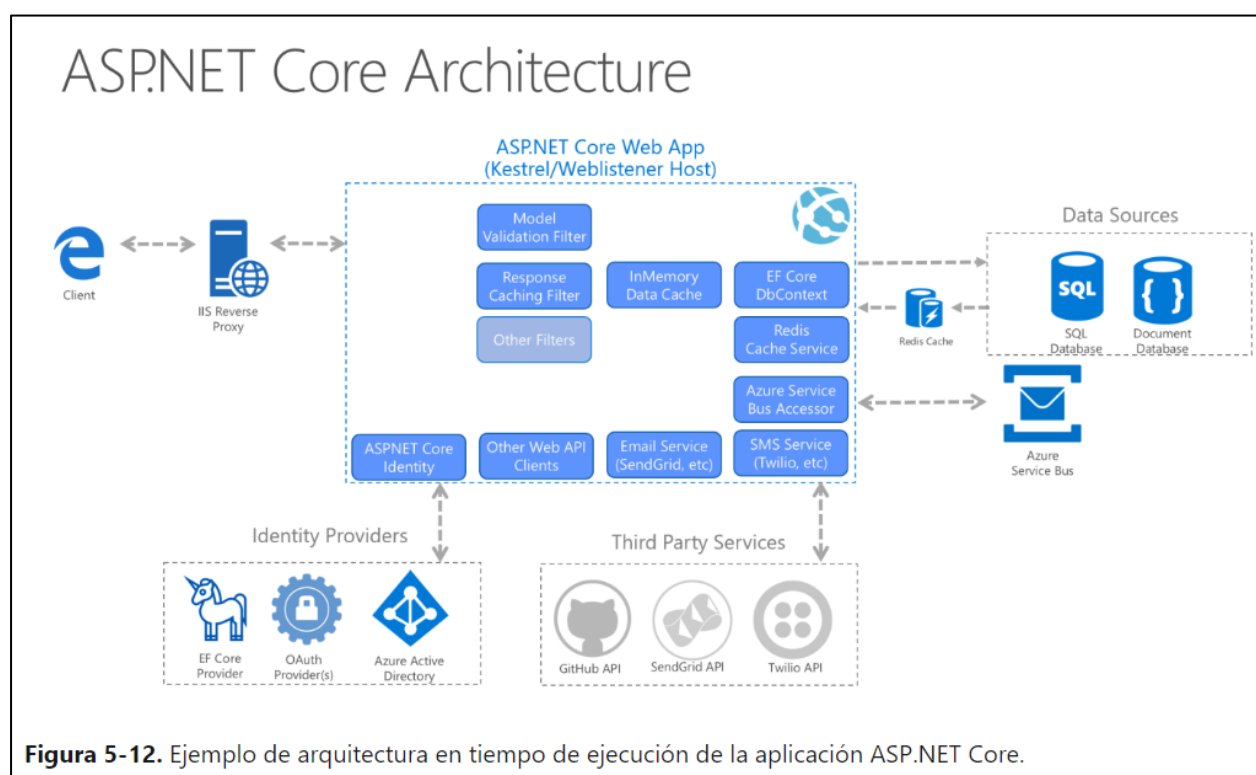 ASP.NET Core Architecture
ASP.NET Core Web App
(Kestrel/Weblistener Host)
Model
Validation Filter
Response
Caching Filter
InMemory
Data Cache
EF Core
DbContext
Other Filters
Redis
Cache Service
Azure Service
Bus Accessor
ASPNET Core
Identity
Other Web API
Clients
Email Service
(SendGrid, etc)
SMS Service
(Twilio, etc)
Client
IIS Reverse
Proxy
Data Sources
SQL
SQL
Database
{ }
Document
Database
Redis Cache
Azure
Service Bus
Identity Providers
EF Core
Provider
OAuth
Provider(s)
Azure Active
Directory
Third Party Services
GitHub API
SendGrid API
Twilio API
Figura 5-12. Ejemplo de arquitectura en tiempo de ejecución de la aplicación ASP.NET Core.